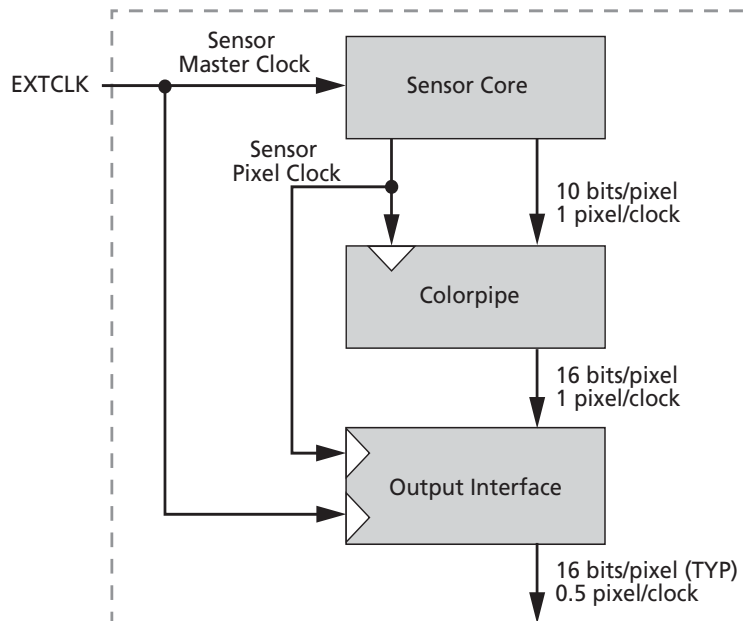 Sensor
Master Clock
EXTCLK
Sensor Core
Sensor
Pixel Clock
10 bits/pixel
1 pixel/clock
Colorpipe
16 bits/pixel
1 pixel/clock
Output Interface
16 bits/pixel (TYP)
0.5 pixel/clock